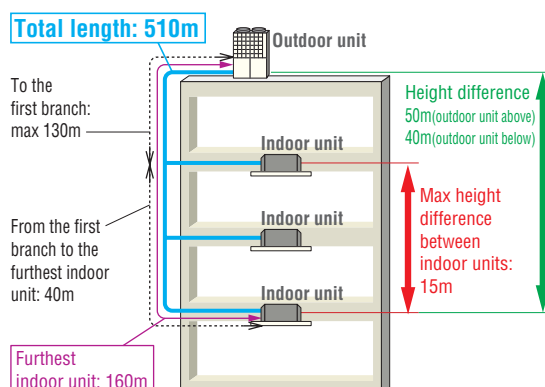 Total length: 510m
Outdoor unit
To the
first branch:
max 130m
Height difference
50m(outdoor unit above)
40m(outdoor unit below)
Indoor unit
Max height
difference
between
indoor units:
15m
From the first
branch to the
furthest indoor
unit: 40m
Indoor unit
Indoor unit
Furthest
indoor unit: 160m